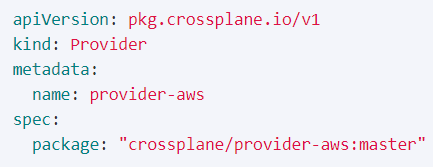 apiVersion: pkg.crossplane.io/v1
kind: Provider
metadata:
  name: provider-aws
spec:
  package: "crossplane/provider-aws:master"